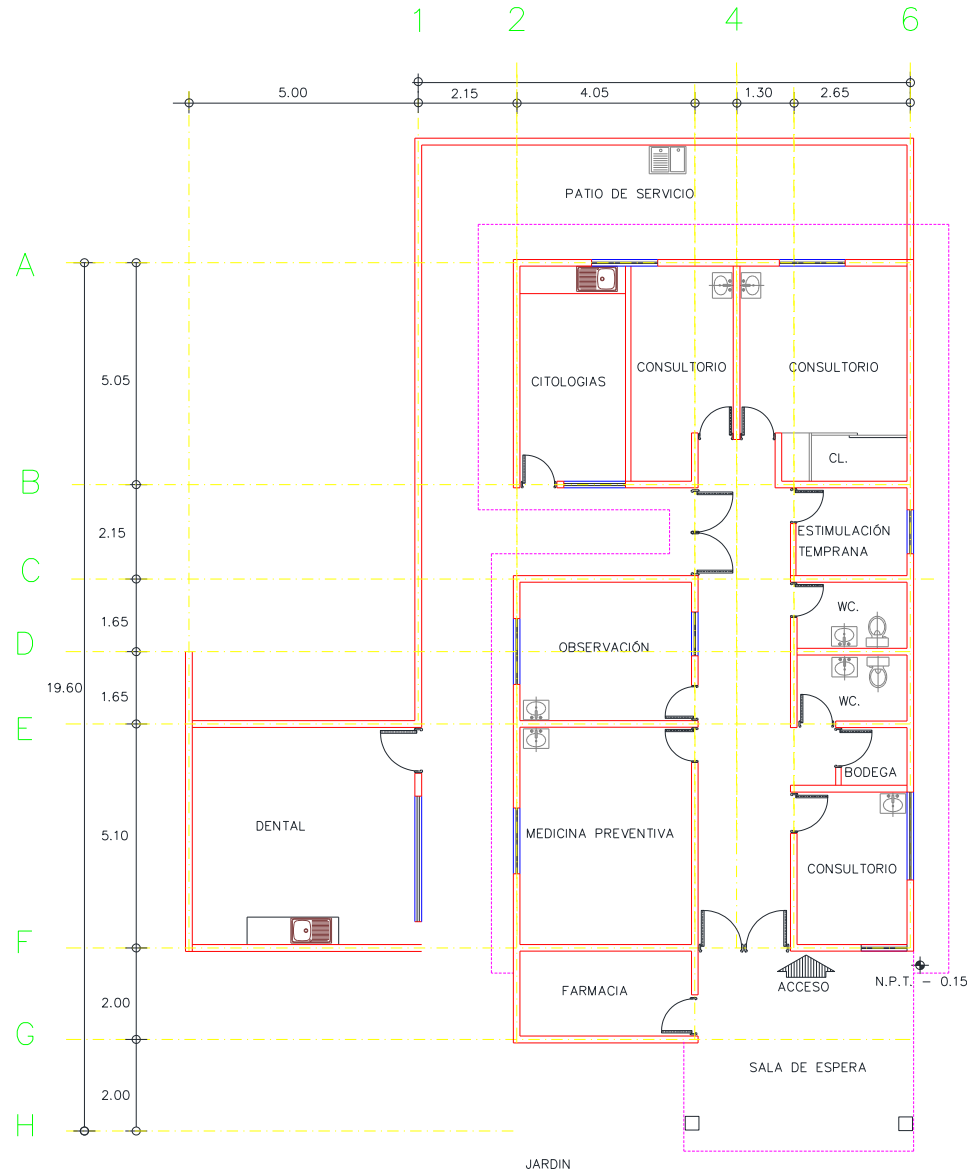 1
2
4
6
5.00
2.15
4.05
1.30
2.65
PATIO DE SERVICIO
A
5.05
CITOLOGIAS
CONSULTORIO
CONSULTORIO
CL.
B
2.15
ESTIMULACIÓN
TEMPRANA
C
1.65
WC.
D
OBSERVACIÓN
19.60
1.65
WC.
E
BODEGA
DENTAL
5.10
MEDICINA PREVENTIVA
CONSULTORIO
F
N.P.T. - 0.15
ACCESO
FARMACIA
2.00
G
SALA DE ESPERA
2.00
H
JARDIN